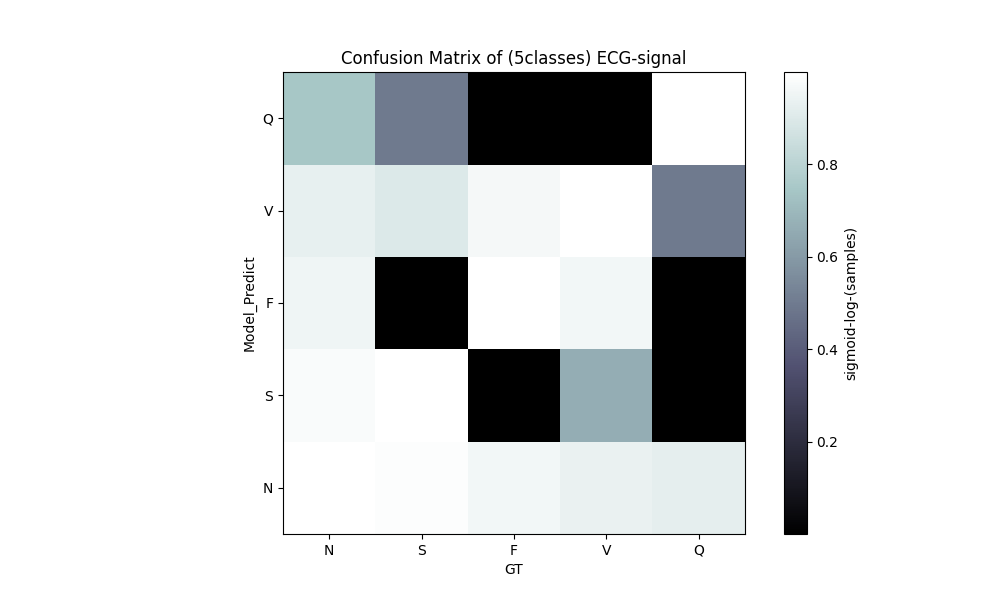 Confusion Matrix of (5classes) ECG-signal
Q
V
F
S
N
Model_Predict
N S F V Q
GT
0.8
0.6
0.4
0.2
sigmoid-log-(samples)